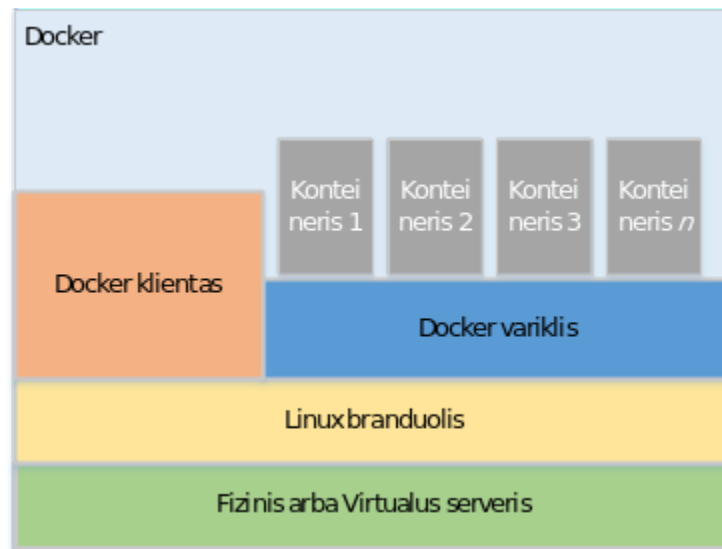 Docker
Kontei
neris 1
Kontei
neris 2
Kontei
neris 3
Kontei
neris n
Docker klientas
Docker variklis
Linux branduolis
Fizinis arba Virtualus serveris